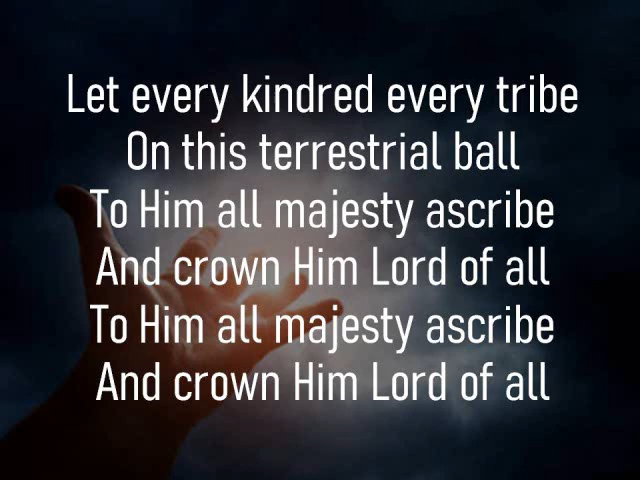 Let every kindred every tribe
On this terrestrial ball
To Him all majesty ascribe
And crown Him Lord of all
To Him all majesty ascribe
And crown Him Lord of all